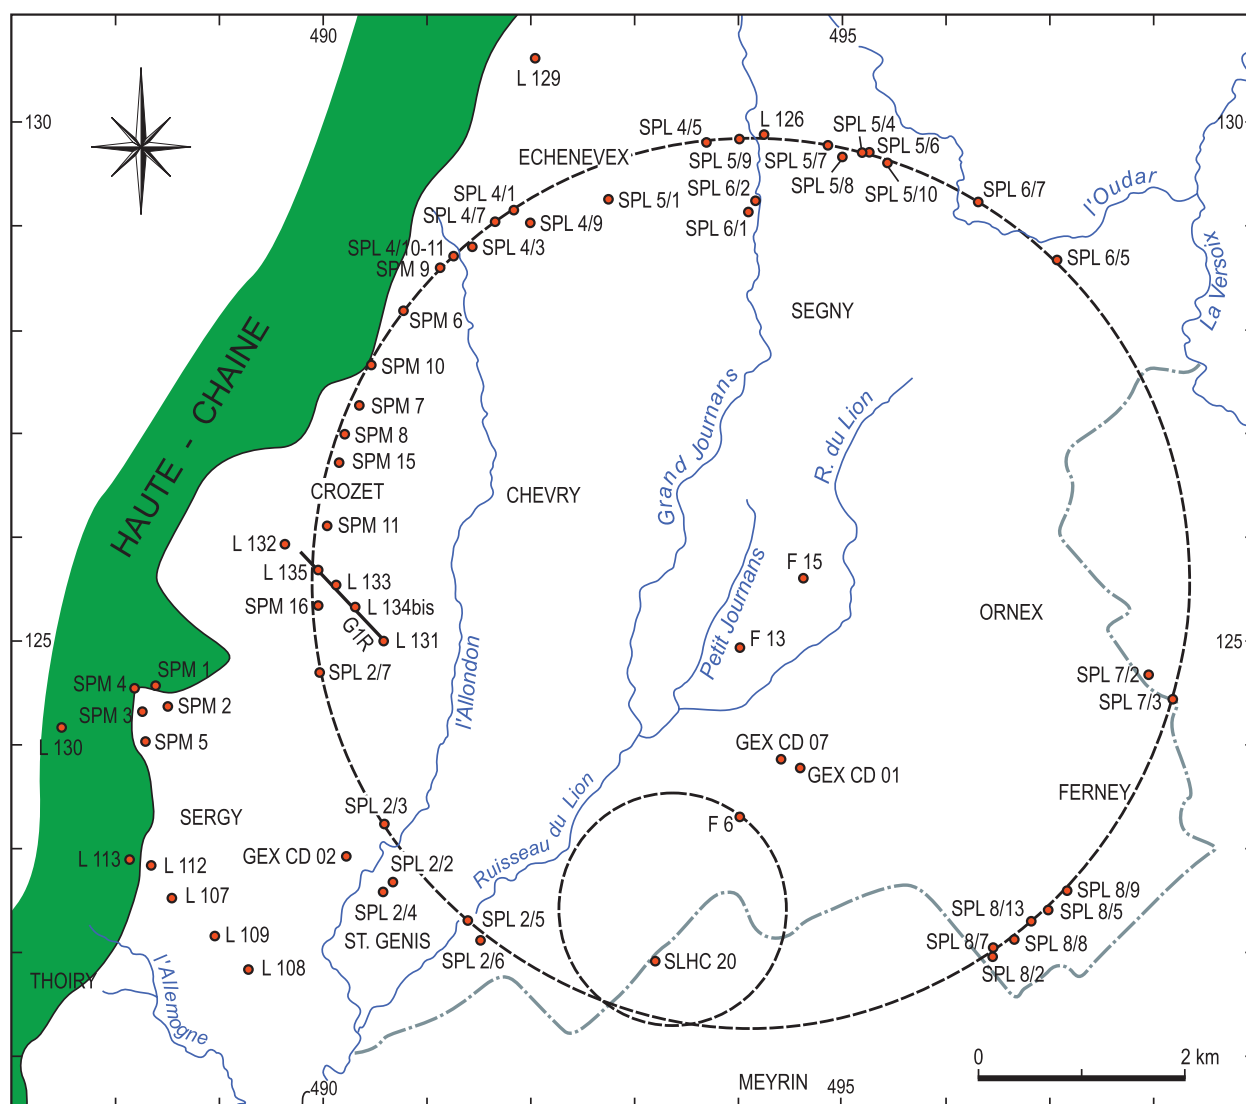 490
495
L 129
130
130
SPL 4/5
L 126
SPL 5/4
ECHENEVEX
SPL 5/9
SPL 5/7
SPL 5/6
SPL 5/8
SPL 5/10
SPL 4/1
SPL 6/2
SPL 6/7
l'Oudar
SPL 4/7
SPL 5/1
SPL 4/9
SPL 6/1
SPL 4/10-11
SPL 4/3
SPL 6/5
SPM 9
La Versoix
SPM 6
SEGNY
SPM 10
HAUTE - CHAINE
SPM 7
Grand Journans
R. du Lion
SPM 8
SPM 15
CROZET
CHEVRY
SPM 11
L 132
L 135
L 133
F 15
SPM 16
L 134bis
ORNEX
G1R
L 131
Petit Journans
F 13
125
125
SPM 1
SPL 2/7
SPL 7/2
SPM 4
l'Allondon
SPL 7/3
SPM 2
SPM 3
L 130
SPM 5
GEX CD 07
GEX CD 01
FERNEY
SPL 2/3
SERGY
Ruisseau du Lion
F 6
L 113
L 112
GEX CD 02
SPL 2/2
SPL 8/9
L 107
SPL 2/4
SPL 8/13
SPL 8/5
L 109
ST. GENIS
SPL 2/5
SPL 8/7
SPL 8/8
SPL 2/6
SLHC 20
L 108
SPL 8/2
THOIRY
l'Allemogne
0
2 km
490
MEYRIN
495